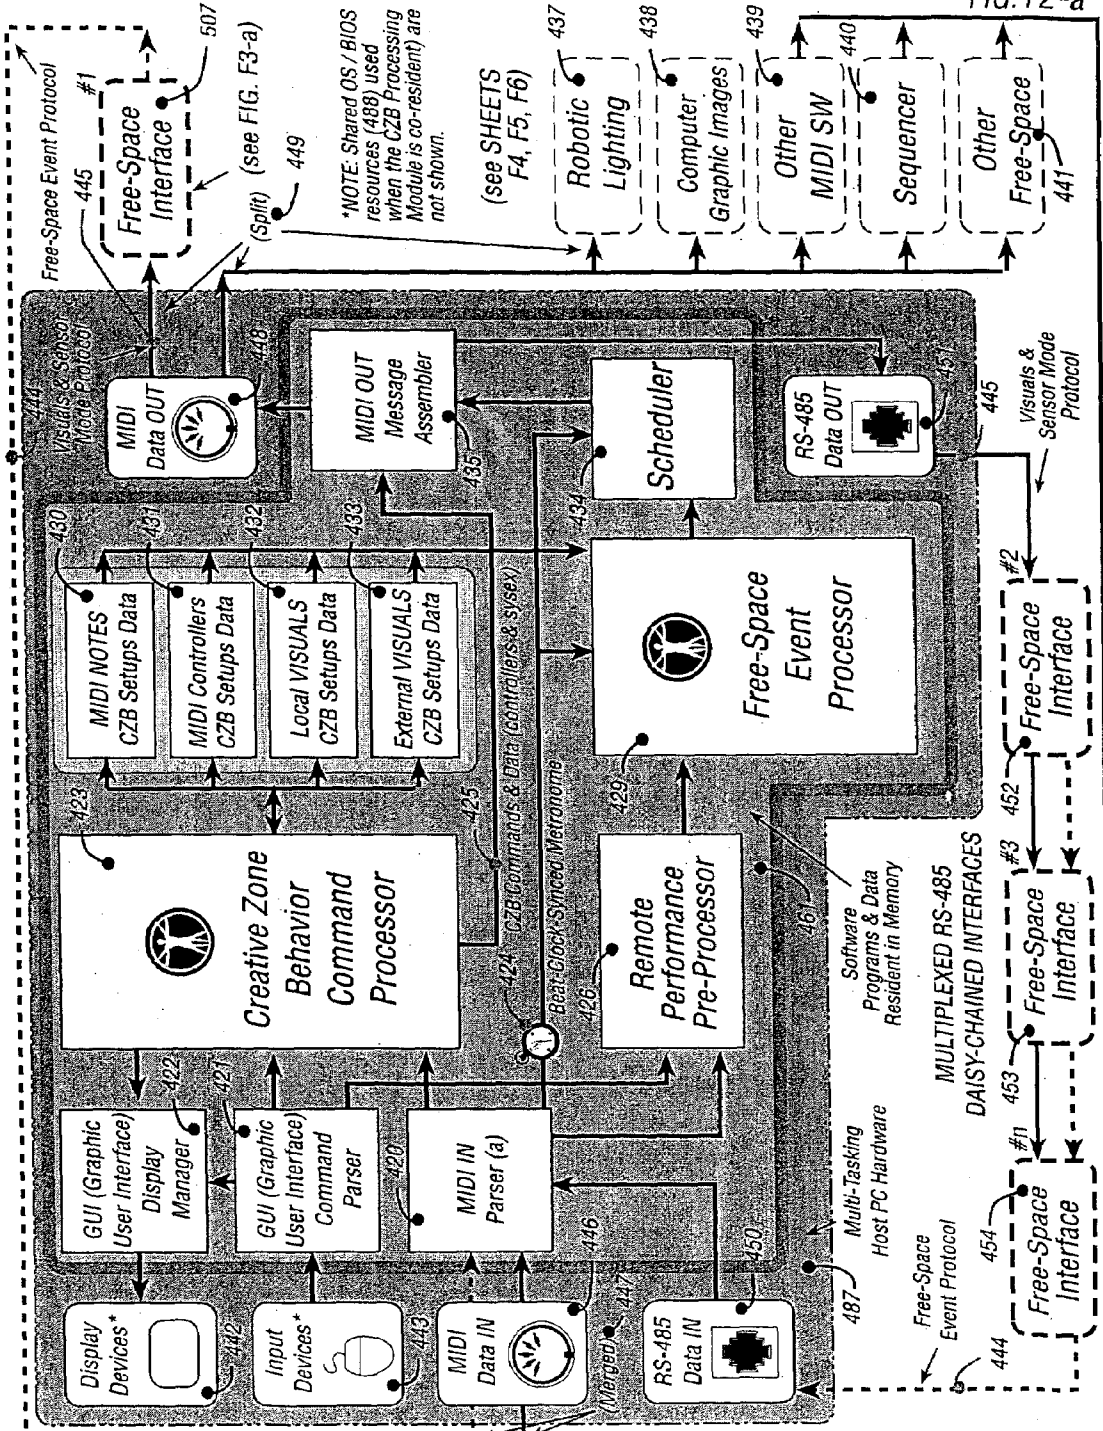 FIG. F2-a
444
Free-Space Event Protocol
445
#1
Free-Space
Interface
507
(see FIG. F3-a)
(Split)
449
*NOTE: Shared OS / BIOS
resources (488) used
when the CZB Processing
Module is co-resident) are
not shown.
(see SHEETS
F4, F5, F6)
437
Robotic
Lighting
438
Computer
Graphic Images
439
Other
MIDI SW
440
Sequencer
Other
Free-Space
441
Visuals & Sensor
Mode Protocol
MIDI
Data OUT
448
MIDI OUT
Message
Assembler
435
434
Scheduler
RS-485
Data OUT
451
445
Visuals &
Sensor Mode
Protocol
430
MIDI NOTES
CZB Setups Data
431
MIDI Controllers
CZB Setups Data
432
Local VISUALS
CZB Setups Data
433
External VISUALS
CZB Setups Data
423
Creative Zone
Behavior
Command
Processor
425
CZB Commands & Data (controllers & sysex)
424
Beat-Clock-Synced Metronome
429
Free-Space
Event
Processor
426
Remote
Performance
Pre-Processor
461
Software
Programs & Data
Resident in Memory
GUI (Graphic
User Interface)
Display
Manager
422
GUI (Graphic
User Interface)
Command
Parser
421
420
MIDI IN
Parser (a)
Display
Devices*
442
Input
Devices*
443
MIDI
Data IN
446
(Merged)
447
RS-485
Data IN
450
487
Multi-Tasking
Host PC Hardware
MULTIPLEXED RS-485
DAISY-CHAINED INTERFACES
#2
452
Free-Space
Interface
#3
453
Free-Space
Interface
#n
454
Free-Space
Interface
Free-Space
Event Protocol
444